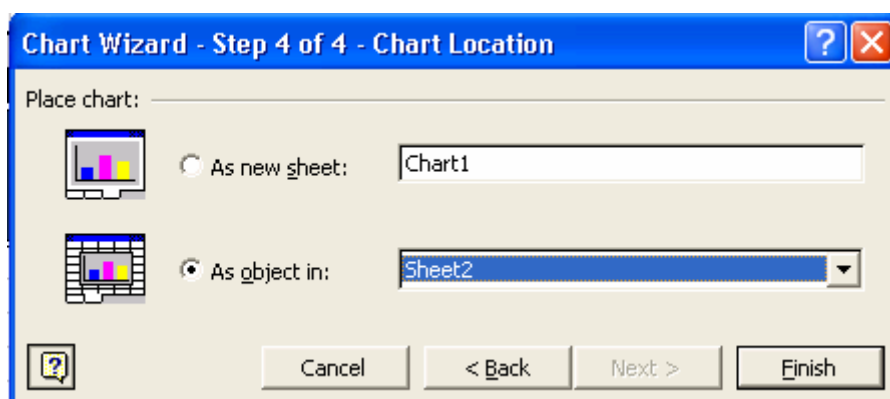 Chart Wizard - Step 4 of 4 - Chart Location
Place chart:
As new sheet: Chart1
As object in: Sheet2
Cancel < Back Next > Finish